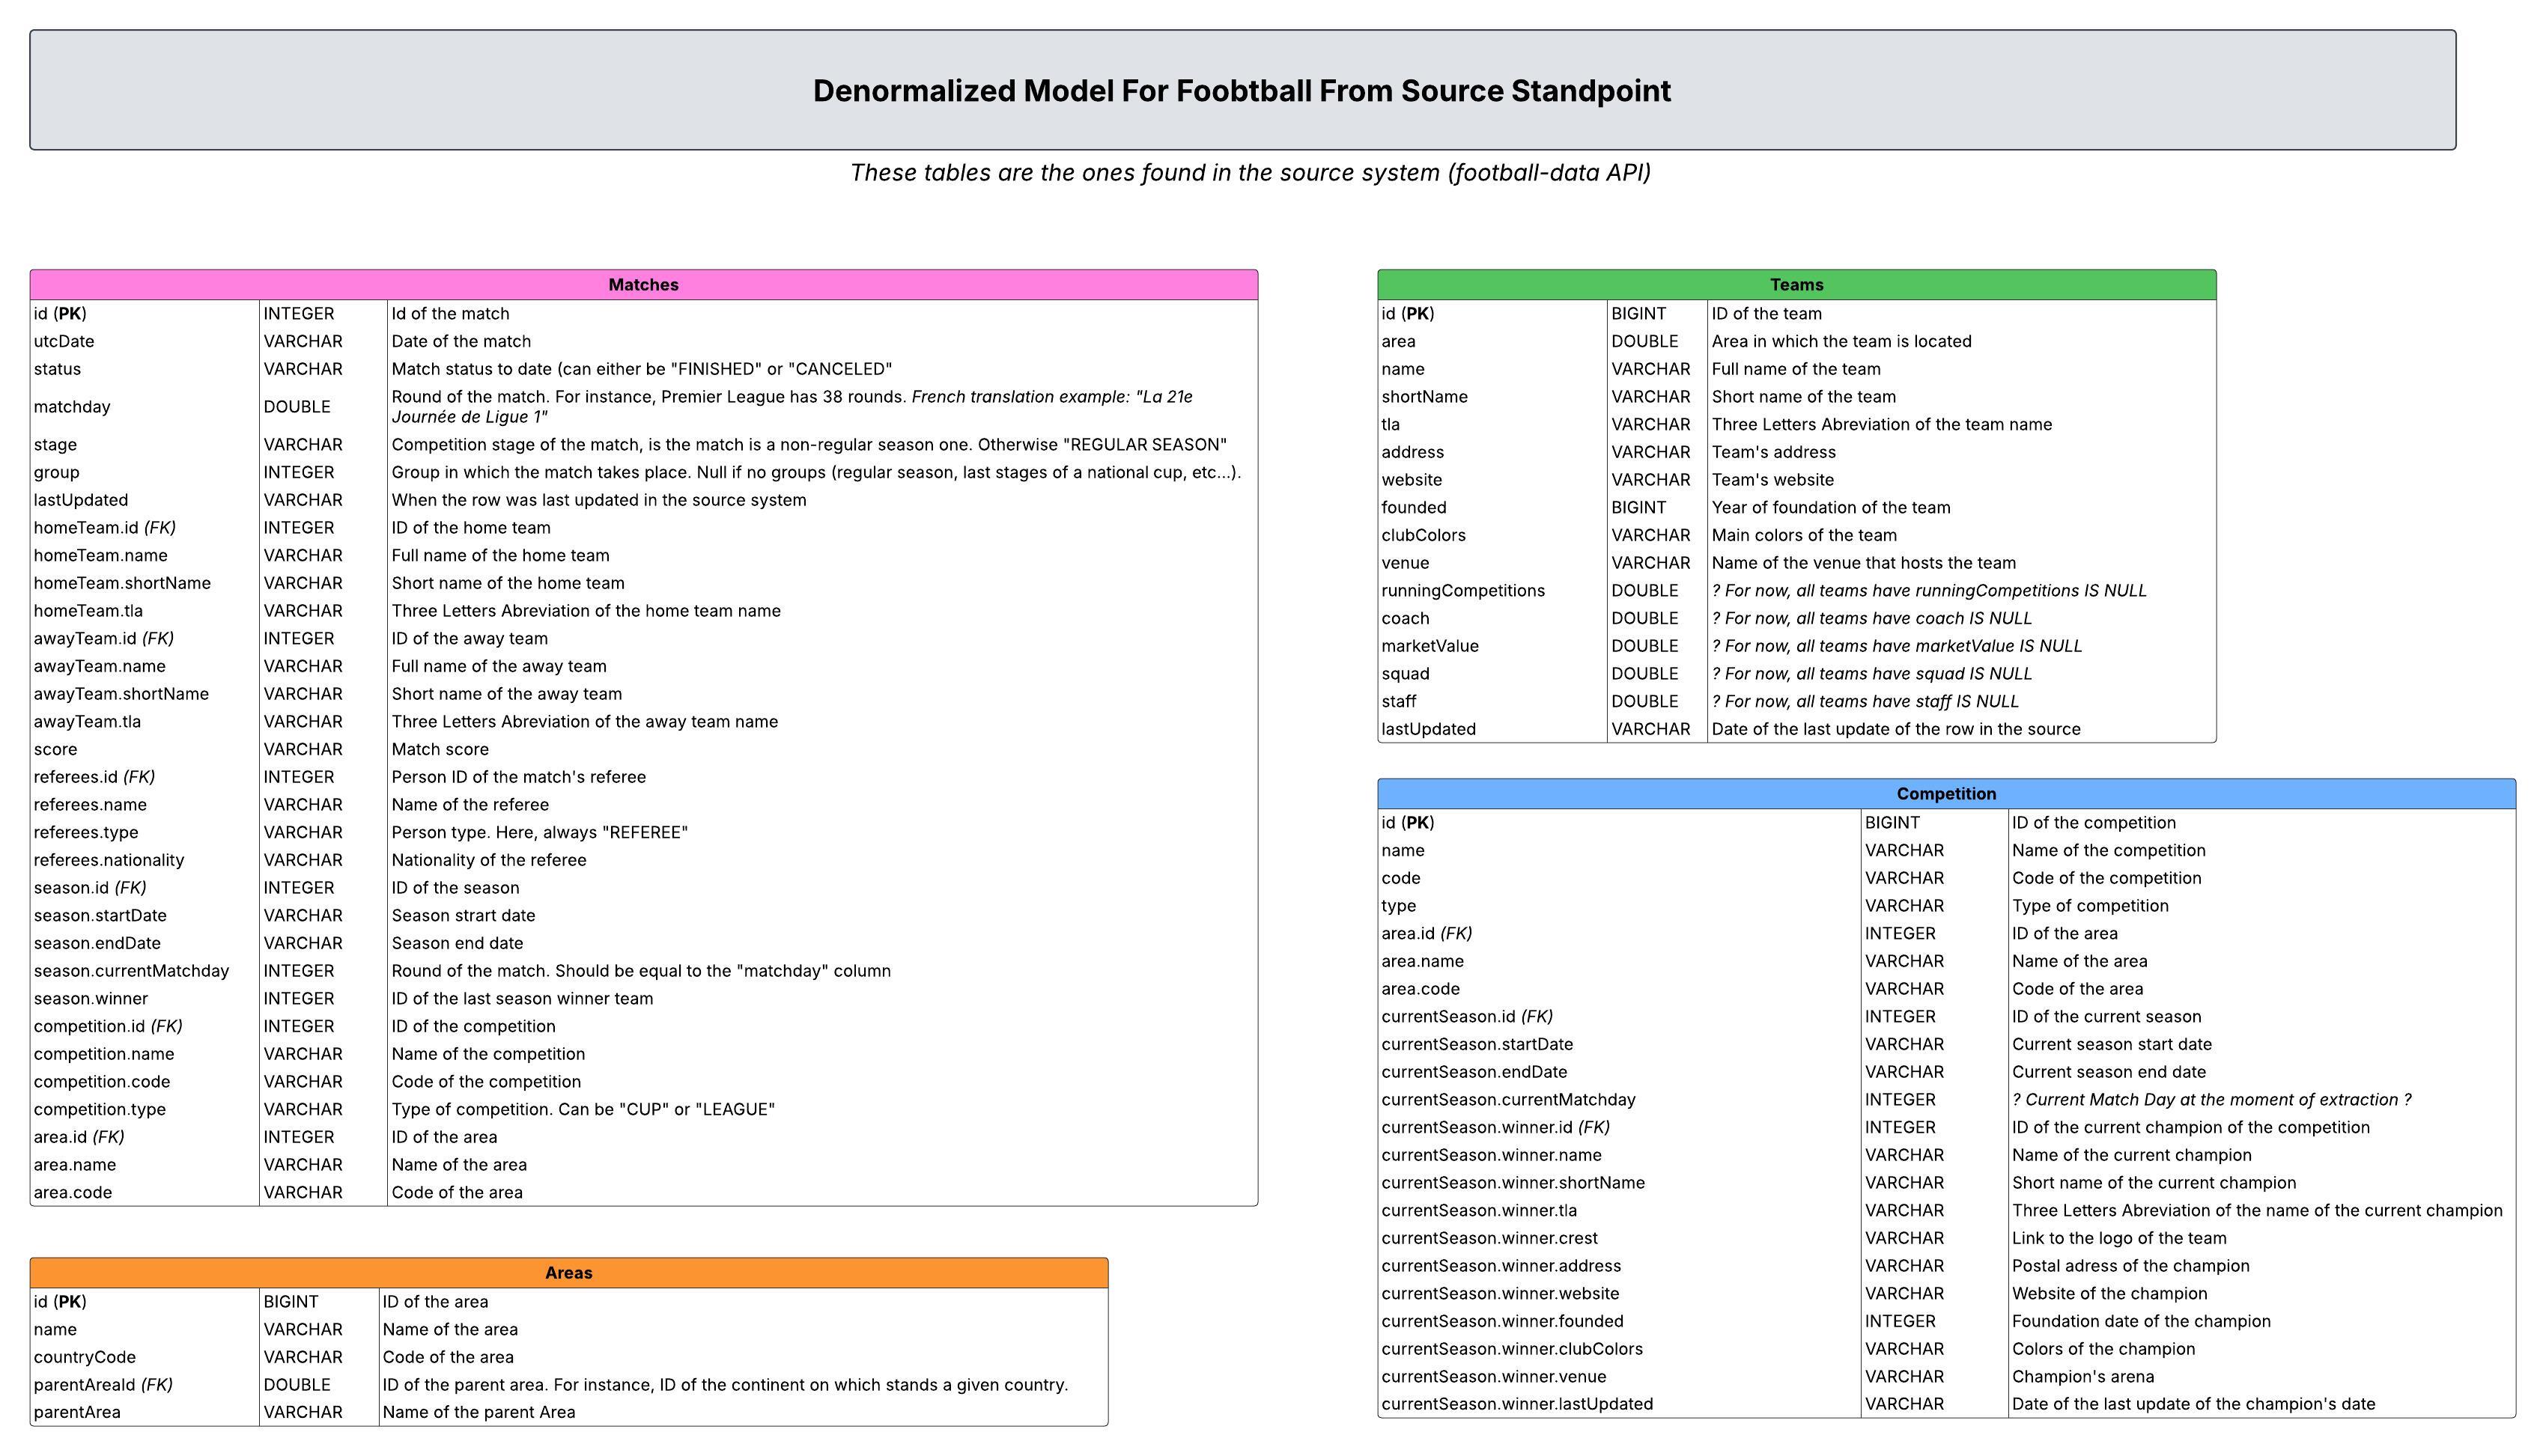 Denormalized Model For Foobtball From Source Standpoint
These tables are the ones found in the source system (football-data API)
Matches
id (PK) INTEGER Id of the match
utcDate VARCHAR Date of the match
status VARCHAR Match status to date (can either be "FINISHED" or "CANCELED"
matchday DOUBLE Round of the match. For instance, Premier League has 38 rounds. French translation example: "La 21e
Journée de Ligue 1"
stage VARCHAR Competition stage of the match, is the match is a non-regular season one. Otherwise "REGULAR SEASON"
group INTEGER Group in which the match takes place. Null if no groups (regular season, last stages of a national cup, etc...).
lastUpdated VARCHAR When the row was last updated in the source system
homeTeam.id (FK) INTEGER ID of the home team
homeTeam.name VARCHAR Full name of the home team
homeTeam.shortName VARCHAR Short name of the home team
homeTeam.tla VARCHAR Three Letters Abreviation of the home team name
awayTeam.id (FK) INTEGER ID of the away team
awayTeam.name VARCHAR Full name of the away team
awayTeam.shortName VARCHAR Short name of the away team
awayTeam.tla VARCHAR Three Letters Abreviation of the away team name
score VARCHAR Match score
referees.id (FK) INTEGER Person ID of the match's referee
referees.name VARCHAR Name of the referee
referees.type VARCHAR Person type. Here, always "REFEREE"
referees.nationality VARCHAR Nationality of the referee
season.id (FK) INTEGER ID of the season
season.startDate VARCHAR Season strart date
season.endDate VARCHAR Season end date
season.currentMatchday INTEGER Round of the match. Should be equal to the "matchday" column
season.winner INTEGER ID of the last season winner team
competition.id (FK) INTEGER ID of the competition
competition.name VARCHAR Name of the competition
competition.code VARCHAR Code of the competition
competition.type VARCHAR Type of competition. Can be "CUP" or "LEAGUE"
area.id (FK) INTEGER ID of the area
area.name VARCHAR Name of the area
area.code VARCHAR Code of the area
Areas
id (PK) BIGINT ID of the area
name VARCHAR Name of the area
countryCode VARCHAR Code of the area
parentAreaId (FK) DOUBLE ID of the parent area. For instance, ID of the continent on which stands a given country.
parentArea VARCHAR Name of the parent Area
Teams
id (PK) BIGINT ID of the team
area DOUBLE Area in which the team is located
name VARCHAR Full name of the team
shortName VARCHAR Short name of the team
tla VARCHAR Three Letters Abreviation of the team name
address VARCHAR Team's address
website VARCHAR Team's website
founded BIGINT Year of foundation of the team
clubColors VARCHAR Main colors of the team
venue VARCHAR Name of the venue that hosts the team
runningCompetitions DOUBLE ? For now, all teams have runningCompetitions IS NULL
coach DOUBLE ? For now, all teams have coach IS NULL
marketValue DOUBLE ? For now, all teams have marketValue IS NULL
squad DOUBLE ? For now, all teams have squad IS NULL
staff DOUBLE ? For now, all teams have staff IS NULL
lastUpdated VARCHAR Date of the last update of the row in the source
Competition
id (PK) BIGINT ID of the competition
name VARCHAR Name of the competition
code VARCHAR Code of the competition
type VARCHAR Type of competition
area.id (FK) INTEGER ID of the area
area.name VARCHAR Name of the area
area.code VARCHAR Code of the area
currentSeason.id (FK) INTEGER ID of the current season
currentSeason.startDate VARCHAR Current season start date
currentSeason.endDate VARCHAR Current season end date
currentSeason.currentMatchday INTEGER ? Current Match Day at the moment of extraction ?
currentSeason.winner.id (FK) INTEGER ID of the current champion of the competition
currentSeason.winner.name VARCHAR Name of the current champion
currentSeason.winner.shortName VARCHAR Short name of the current champion
currentSeason.winner.tla VARCHAR Three Letters Abreviation of the name of the current champion
currentSeason.winner.crest VARCHAR Link to the logo of the team
currentSeason.winner.address VARCHAR Postal adress of the champion
currentSeason.winner.website VARCHAR Website of the champion
currentSeason.winner.founded INTEGER Foundation date of the champion
currentSeason.winner.clubColors VARCHAR Colors of the champion
currentSeason.winner.venue VARCHAR Champion's arena
currentSeason.winner.lastUpdated VARCHAR Date of the last update of the champion's date